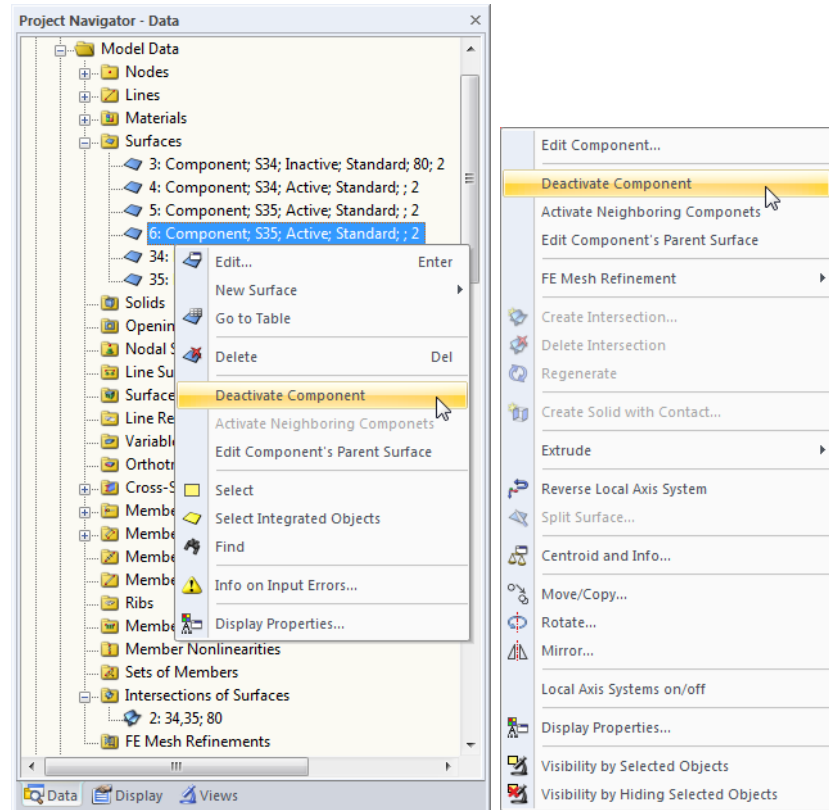 Project Navigator - Data
Model Data
Nodes
Lines
Materials
Surfaces
3: Component; S34; Inactive; Standard; 80; 2
4: Component; S34; Active; Standard; ; 2
5: Component; S35; Active; Standard; ; 2
6: Component; S35; Active; Standard; ; 2
34:
35:
Solids
Openin
Nodal S
Line Su
Surface
Line Re
Variable
Orthotr
Cross-S
Membe
Membe
Membe
Membe
Ribs
Membe
Member Nonlinearities
Sets of Members
Intersections of Surfaces
2: 34,35; 80
FE Mesh Refinements
Data
Display
Views
Edit... Enter
New Surface
Go to Table
Delete Del
Deactivate Component
Activate Neighboring Componets
Edit Component's Parent Surface
Select
Select Integrated Objects
Find
Info on Input Errors...
Display Properties...
Edit Component...
Deactivate Component
Activate Neighboring Componets
Edit Component's Parent Surface
FE Mesh Refinement
Create Intersection...
Delete Intersection
Regenerate
Create Solid with Contact...
Extrude
Reverse Local Axis System
Split Surface...
Centroid and Info...
Move/Copy...
Rotate...
Mirror...
Local Axis Systems on/off
Display Properties...
Visibility by Selected Objects
Visibility by Hiding Selected Objects